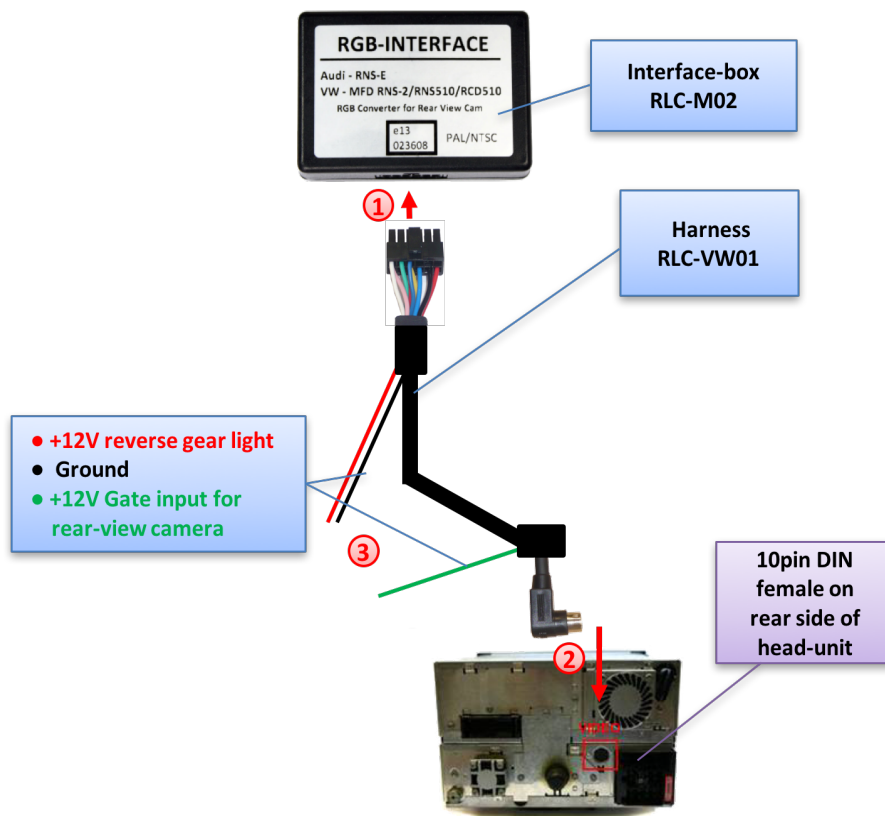 RGB-INTERFACE
Audi - RNS-E
VW - MFD RNS-2/RNS510/RCD510
RGB Converter for Rear View Cam
e13
023608
PAL/NTSC
Interface-box
RLC-M02
1
Harness
RLC-VW01
● +12V reverse gear light
● Ground
● +12V Gate input for
rear-view camera
3
10pin DIN
female on
rear side of
head-unit
2
VIDEO